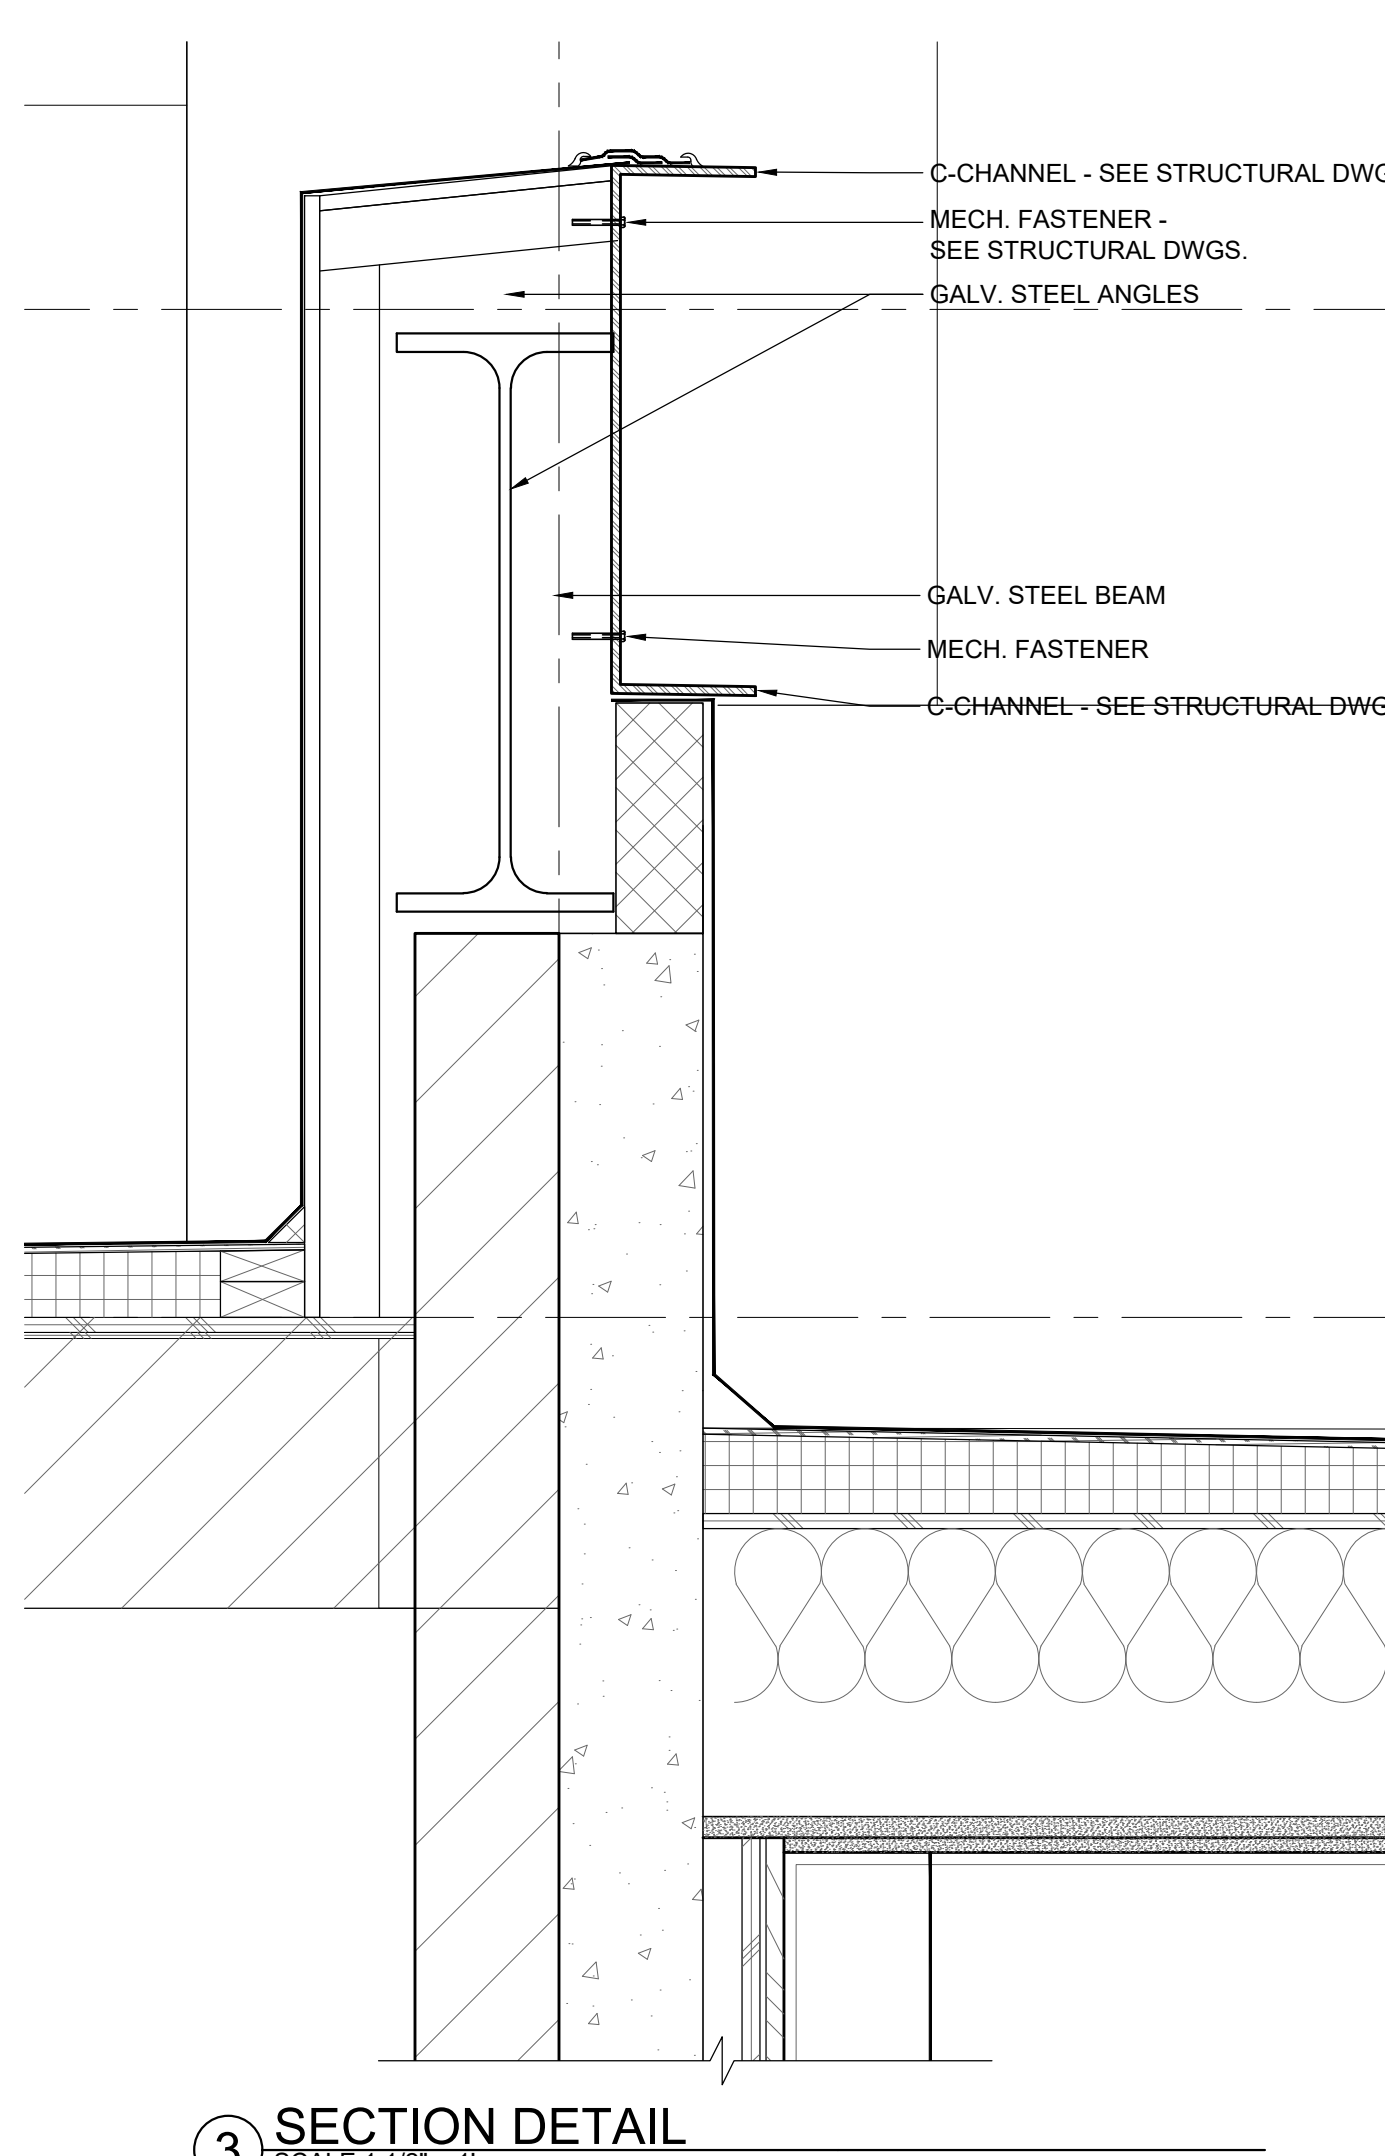 C-CHANNEL - SEE STRUCTURAL DWG
MECH. FASTENER -
SEE STRUCTURAL DWGS.
GALV. STEEL ANGLES
GALV. STEEL BEAM
MECH. FASTENER
C-CHANNEL - SEE STRUCTURAL DWG
3
SECTION DETAIL